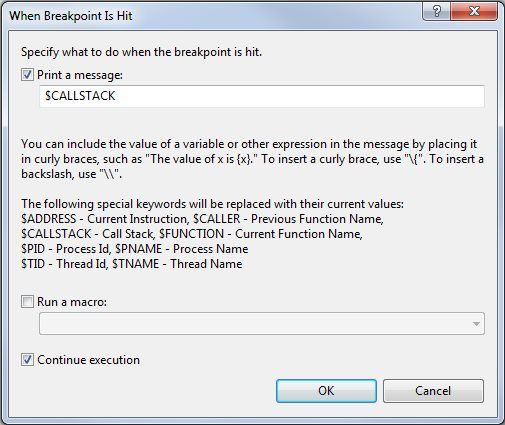 When Breakpoint Is Hit
Specify what to do when the breakpoint is hit.
Print a message:
$CALLSTACK
You can include the value of a variable or other expression in the message by placing it
in curly braces, such as "The value of x is {x}." To insert a curly brace, use "\{". To insert a
backslash, use "\\".
The following special keywords will be replaced with their current values:
$ADDRESS - Current Instruction, $CALLER - Previous Function Name,
$CALLSTACK - Call Stack, $FUNCTION - Current Function Name,
$PID - Process Id, $PNAME - Process Name
$TID - Thread Id, $TNAME - Thread Name
Run a macro:
Continue execution
OK
Cancel